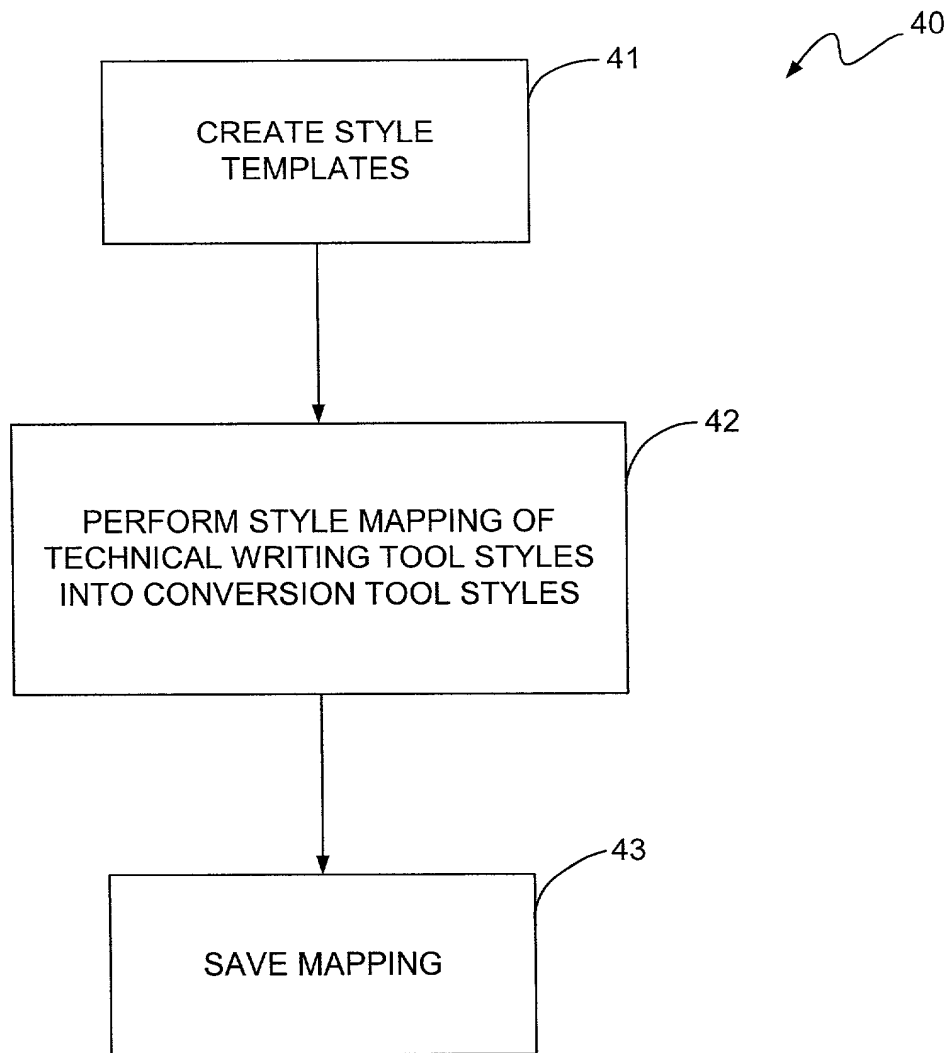 40
41
CREATE STYLE
TEMPLATES
42
PERFORM STYLE MAPPING OF
TECHNICAL WRITING TOOL STYLES
INTO CONVERSION TOOL STYLES
43
SAVE MAPPING